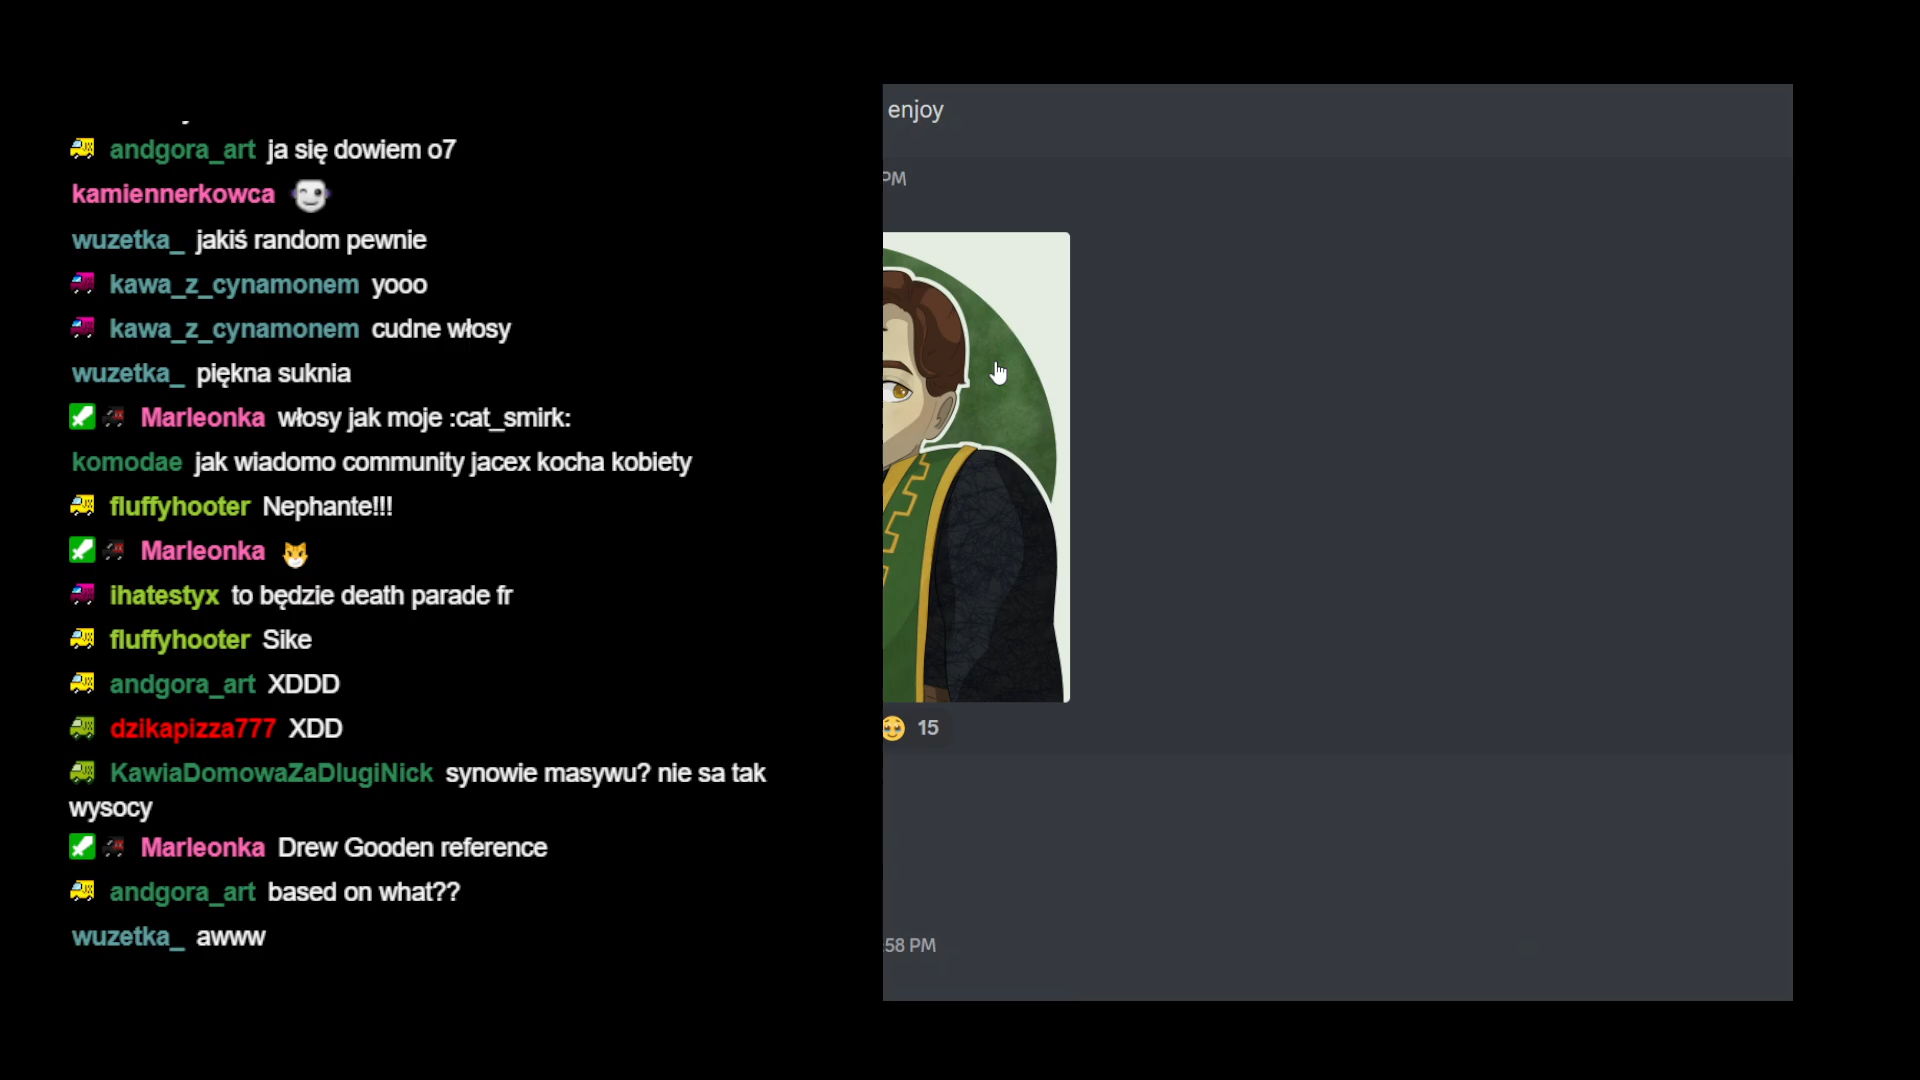 andgora_art ja się dowiem o7
kamiennerkowca
wuzetka_ jakiś random pewnie
kawa_z_cynamonem yooo
kawa_z_cynamonem cudne włosy
wuzetka_ piękna suknia
Marleonka włosy jak moje :cat_smirk:
komodae jak wiadomo community jacex kocha kobiety
fluffyhooter Nephante!!!
Marleonka
ihatestyx to będzie death parade fr
fluffyhooter Sike
andgora_art XDDD
dzikapizza777 XDD
KawiaDomowaZaDlugiNick synowie masywu? nie sa tak
wysocy
Marleonka Drew Gooden reference
andgora_art based on what??
wuzetka_ awww
enjoy
PM
15
:58 PM